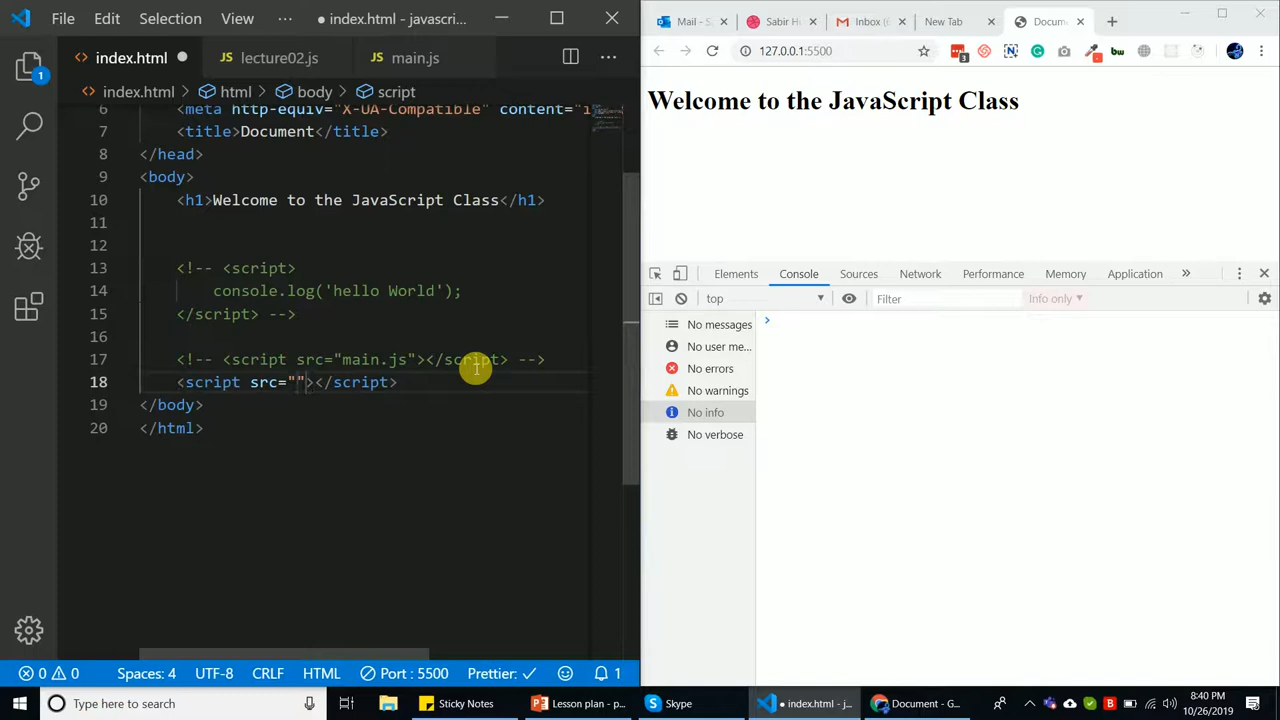 File Edit Selection View ··· ● index.html - javascri...
index.html ● JS lecture02.js JS main.js ···
index.html > html > body > script
6 <meta http-equiv="X-UA-Compatible" content="i
7 <title>Document</title>
8 </head>
9 <body>
10 <h1>Welcome to the JavaScript Class</h1>
11
12
13 <!-- <script>
14 console.log('hello World');
15 </script> -->
16
17 <!-- <script src="main.js"></script> -->
18 <script src=""></script>
19 </body>
20 </html>
1
0 0 Spaces: 4 UTF-8 CRLF HTML Port : 5500 Prettier: ✓ 1
Mail - S Sabir H Inbox ( New Tab Docum
127.0.0.1:5500
3
bw
Welcome to the JavaScript Class
Elements Console Sources Network Performance Memory Application »
top Filter Info only
No messages
No user me...
No errors
No warnings
No info
No verbose
Type here to search Sticky Notes Lesson plan - p... Skype ● index.html - j... Document - G... 8:40 PM
10/26/2019